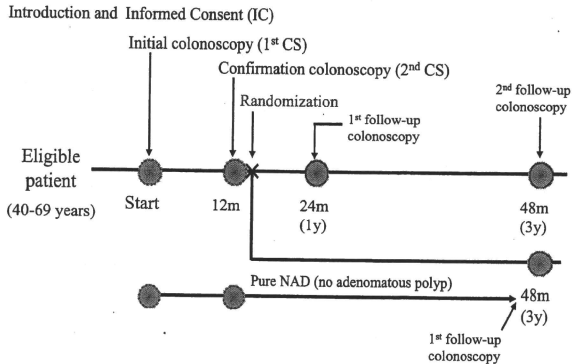 Introduction and Informed Consent (IC)
Initial colonoscopy (1st CS)
Confirmation colonoscopy (2nd CS)
Randomization
1st follow-up
colonoscopy
2nd follow-up
colonoscopy
Eligible
patient
(40-69 years)
Start
12m
24m
(1y)
48m
(3y)
Pure NAD (no adenomatous polyp)
48m
(3y)
1st follow-up
colonoscopy